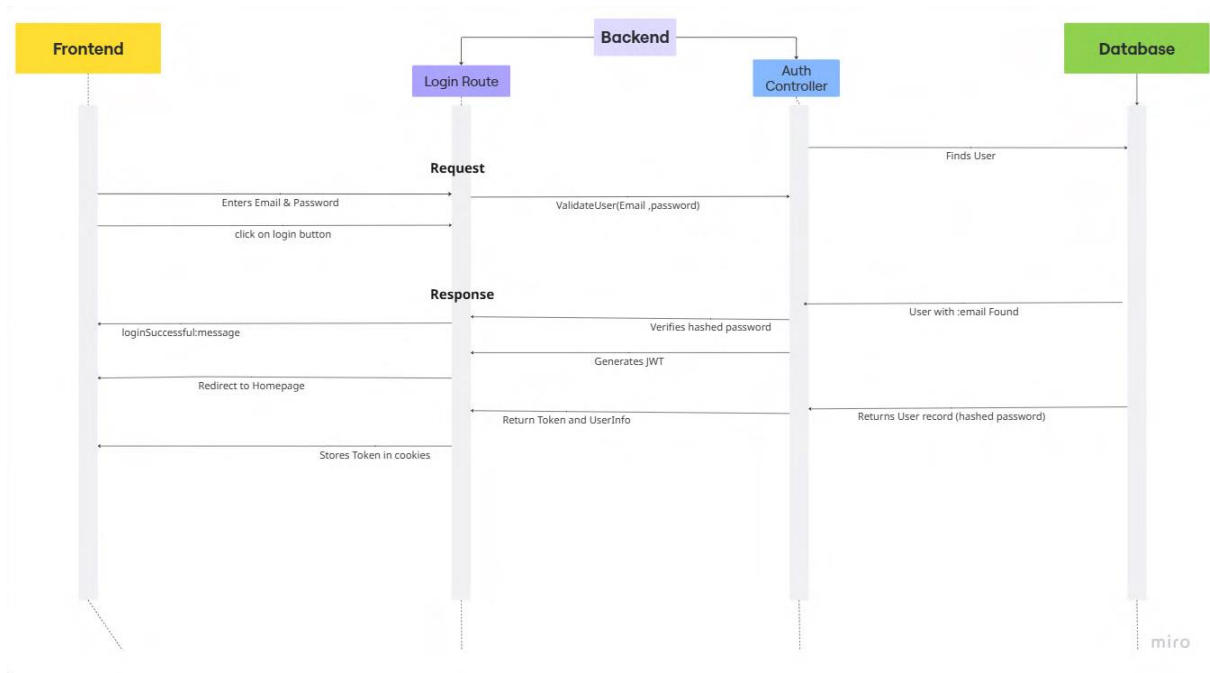 Backend
Frontend
Database
Login Route
Auth
Controller
Finds User
Request
Enters Email & Password
ValidateUser(Email ,password)
click on login button
Response
User with :email Found
Verifies hashed password
loginSuccessful:message
Generates JWT
Redirect to Homepage
Returns User record (hashed password)
Return Token and UserInfo
Stores Token in cookies
miro